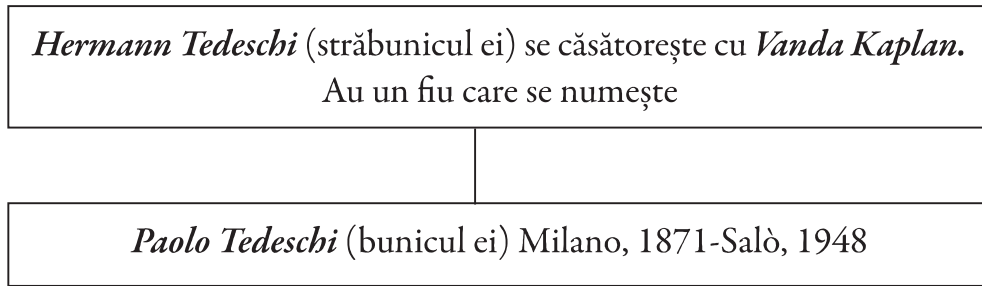 Hermann Tedeschi (străbunicul ei) se căsătorește cu Vanda Kaplan.
Au un fiu care se numește
Paolo Tedeschi (bunicul ei) Milano, 1871-Salò, 1948